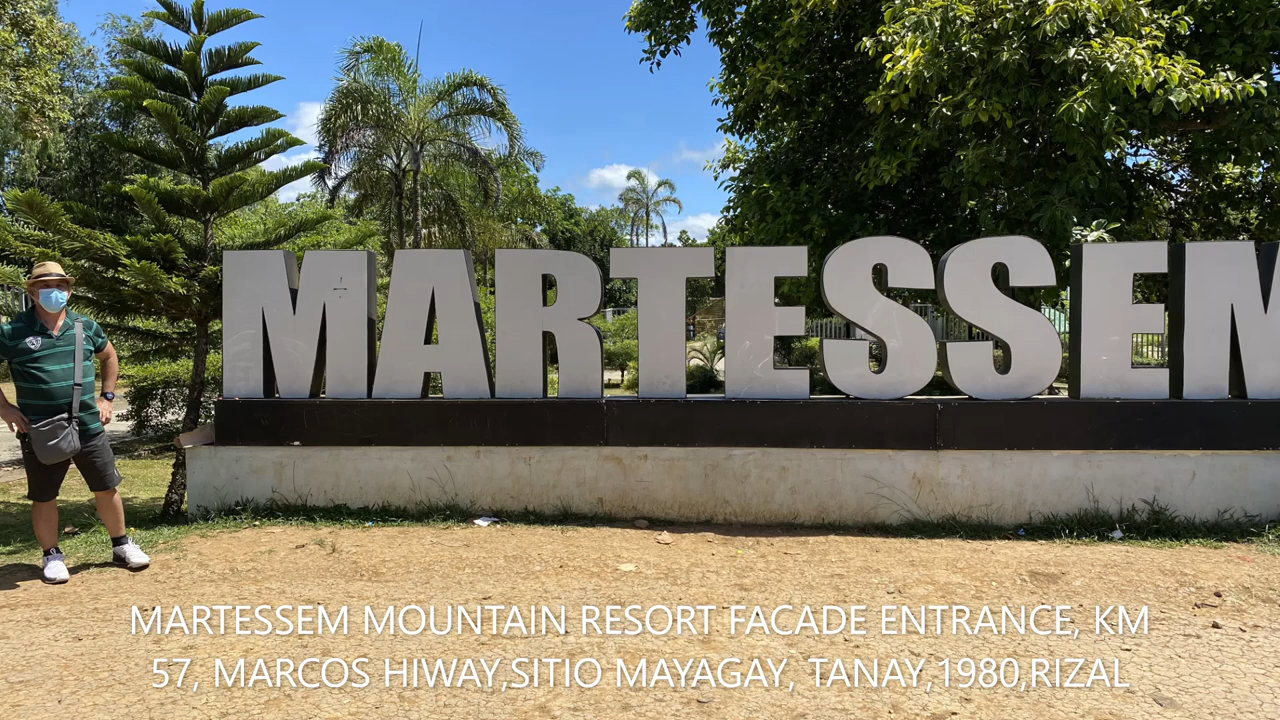 MARTESSEM
MARTESSEM MOUNTAIN RESORT FACADE ENTRANCE, KM
57, MARCOS HIWAY,SITIO MAYAGAY, TANAY,1980,RIZAL